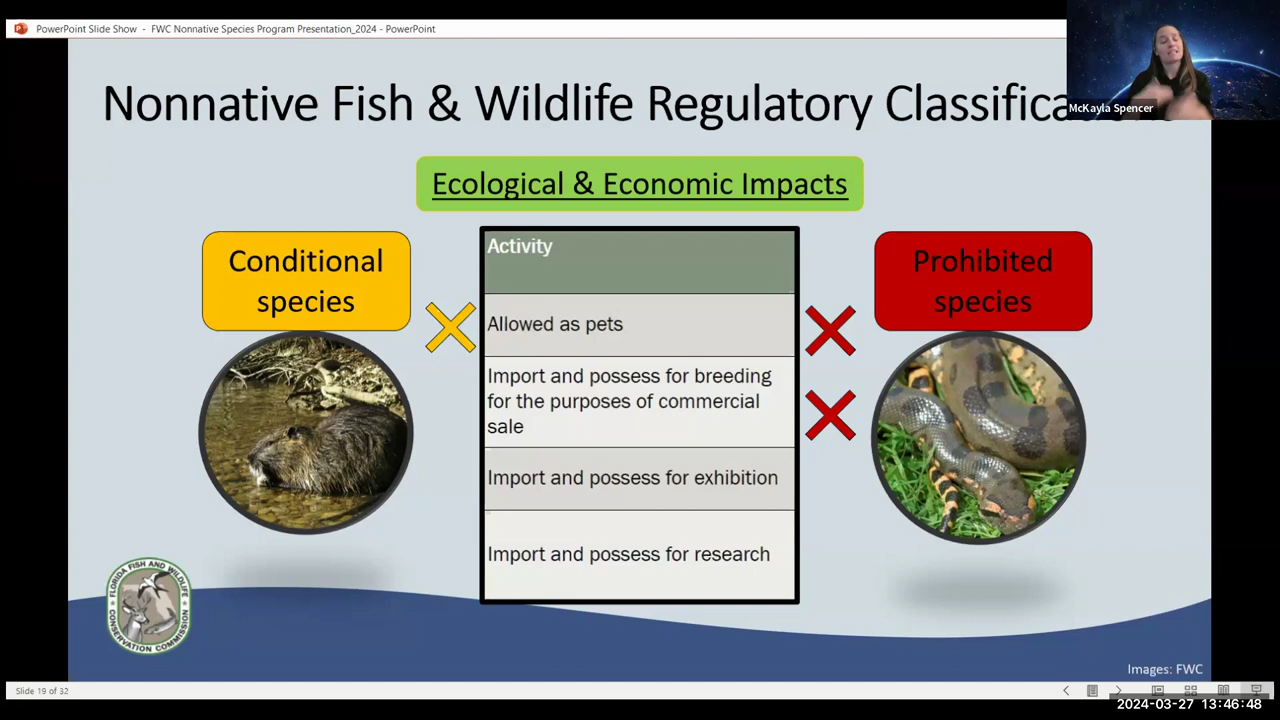 PowerPoint Slide Show - FWC Nonnative Species Program Presentation_2024 - PowerPoint
McKayla Spencer
Nonnative Fish & Wildlife Regulatory Classifica
Ecological & Economic Impacts
Conditional
species
Activity
Allowed as pets
Import and possess for breeding
for the purposes of commercial
sale
Import and possess for exhibition
Import and possess for research
Prohibited
species
FLORIDA FISH AND WILDLIFE
CONSERVATION COMMISSION
Images: FWC
Slide 19 of 32
2024-03-27 13:46:48